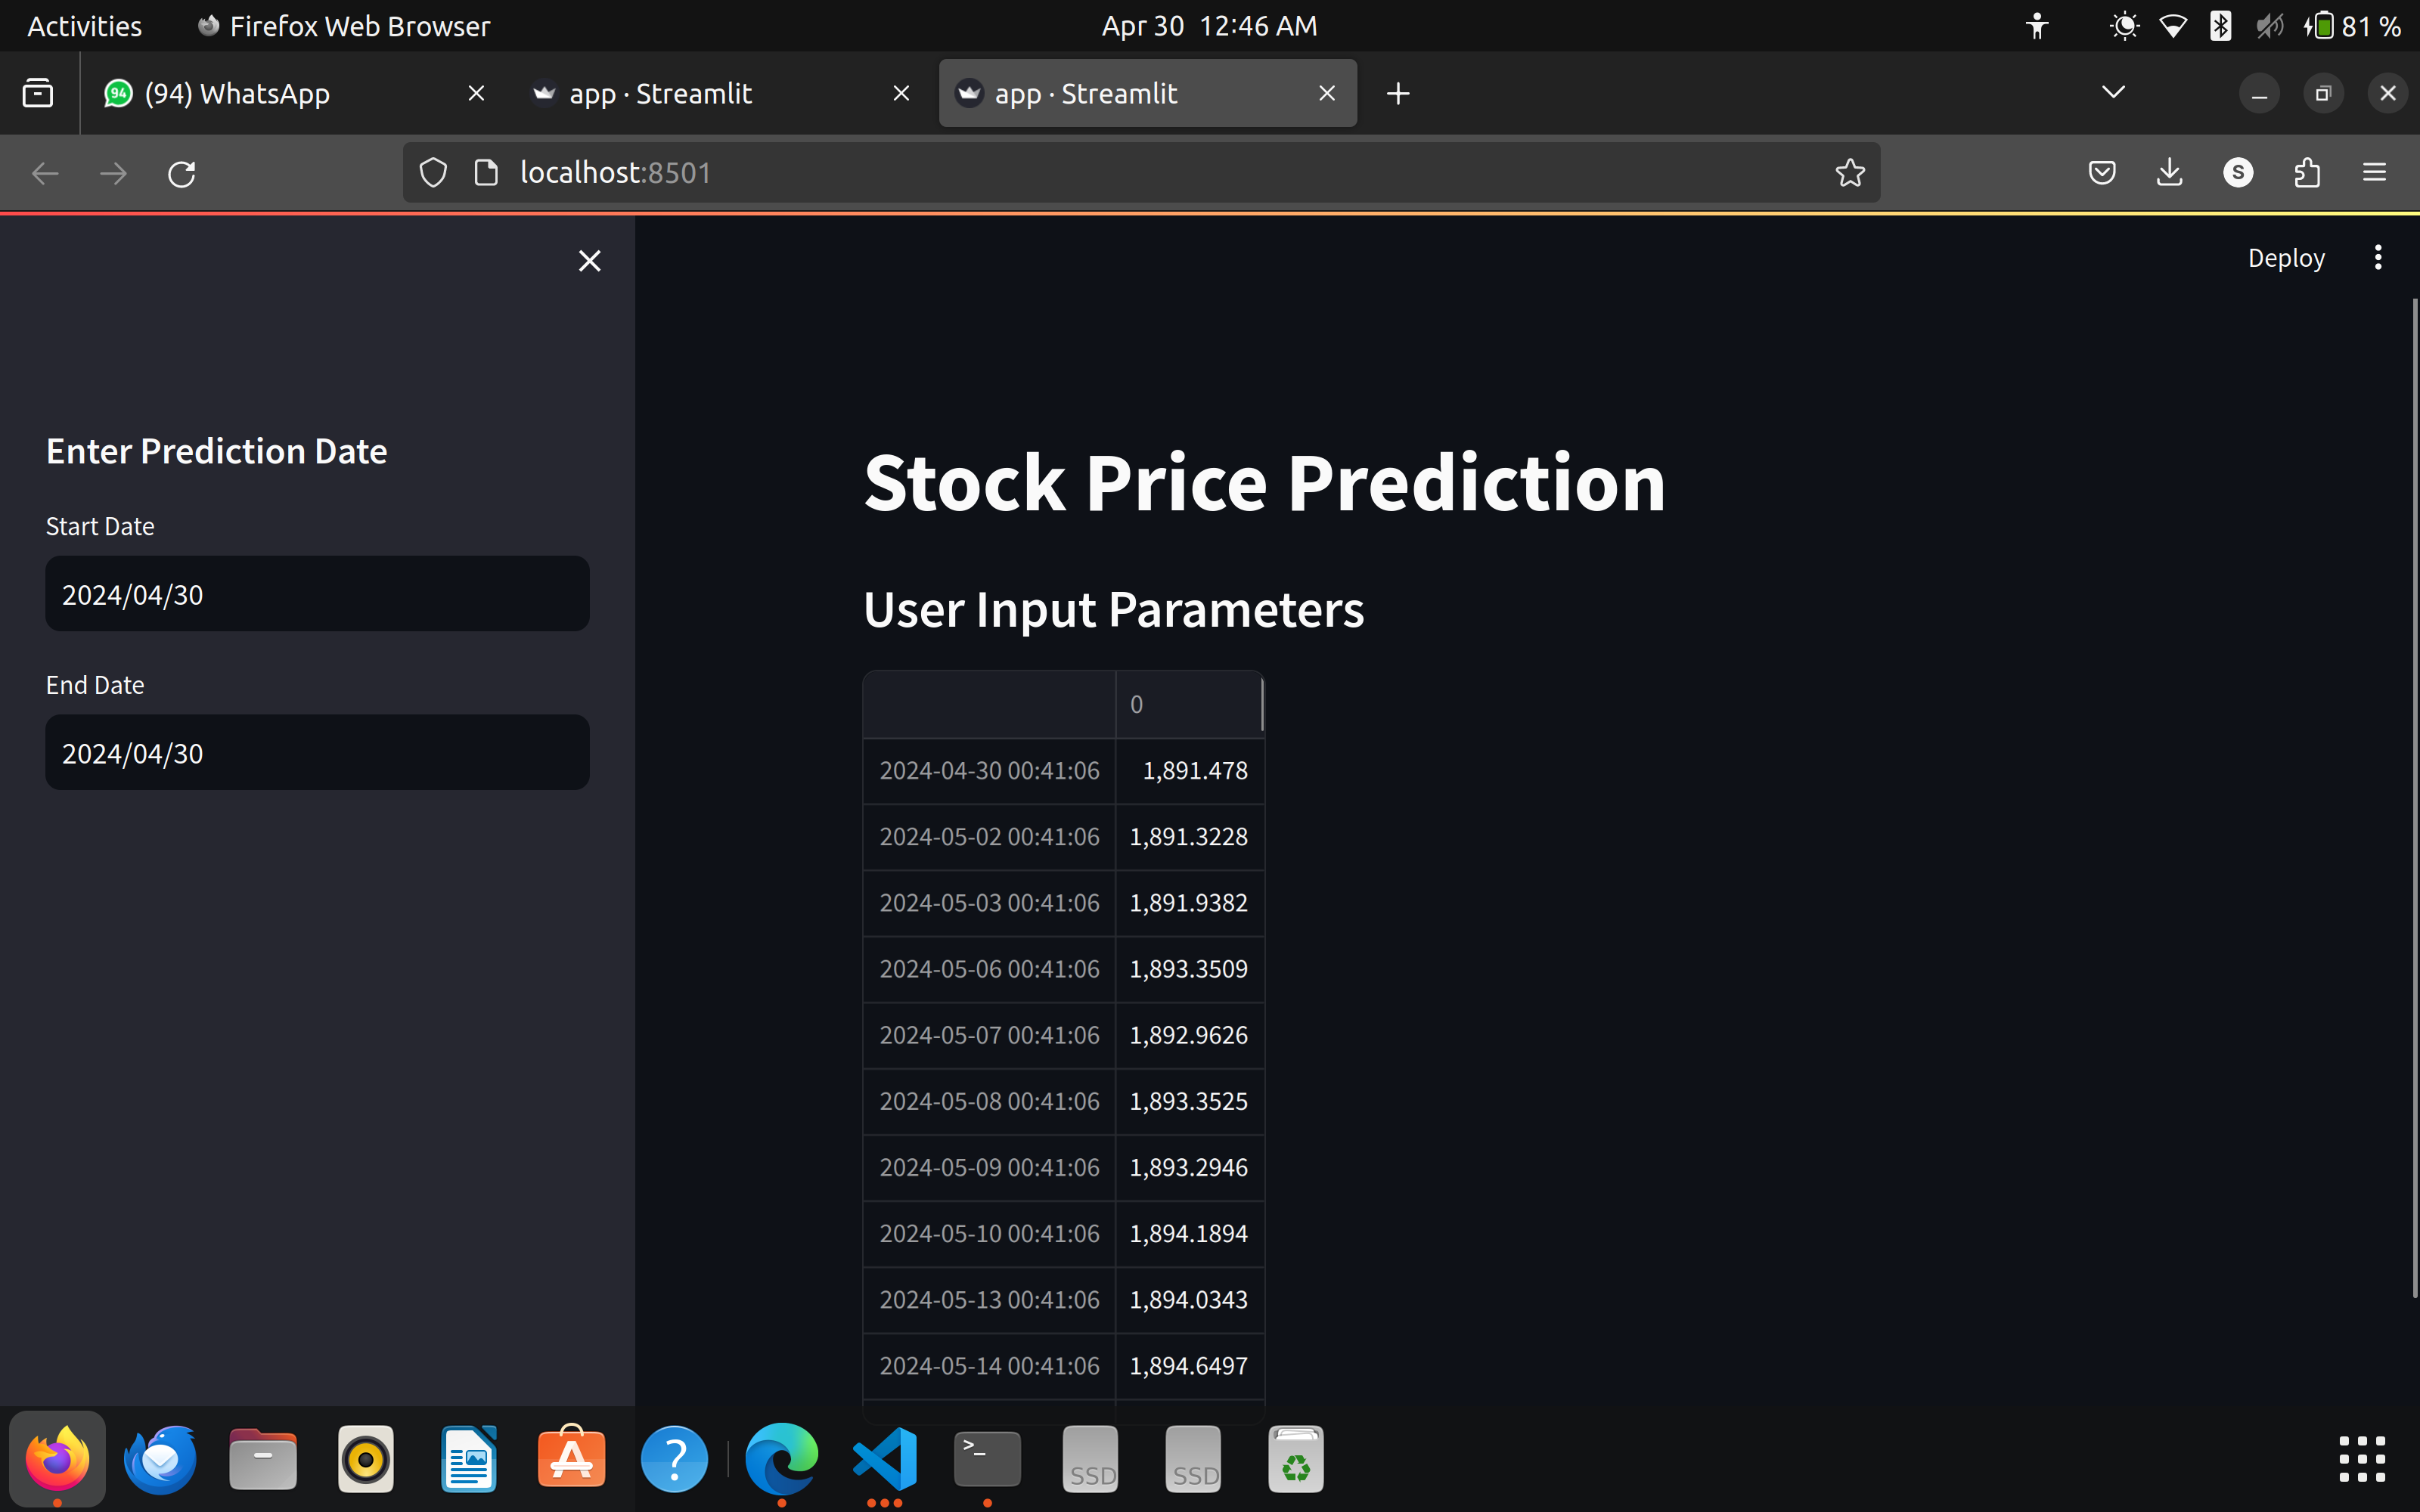 Activities Firefox Web Browser Apr 30 12:46 AM 81 %
94 (94) WhatsApp app · Streamlit app · Streamlit
localhost:8501 S
Deploy
Enter Prediction Date
Start Date
2024/04/30
End Date
2024/04/30
Stock Price Prediction
User Input Parameters
0
2024-04-30 00:41:06 1,891.478
2024-05-02 00:41:06 1,891.3228
2024-05-03 00:41:06 1,891.9382
2024-05-06 00:41:06 1,893.3509
2024-05-07 00:41:06 1,892.9626
2024-05-08 00:41:06 1,893.3525
2024-05-09 00:41:06 1,893.2946
2024-05-10 00:41:06 1,894.1894
2024-05-13 00:41:06 1,894.0343
2024-05-14 00:41:06 1,894.6497
? >_ SSD SSD